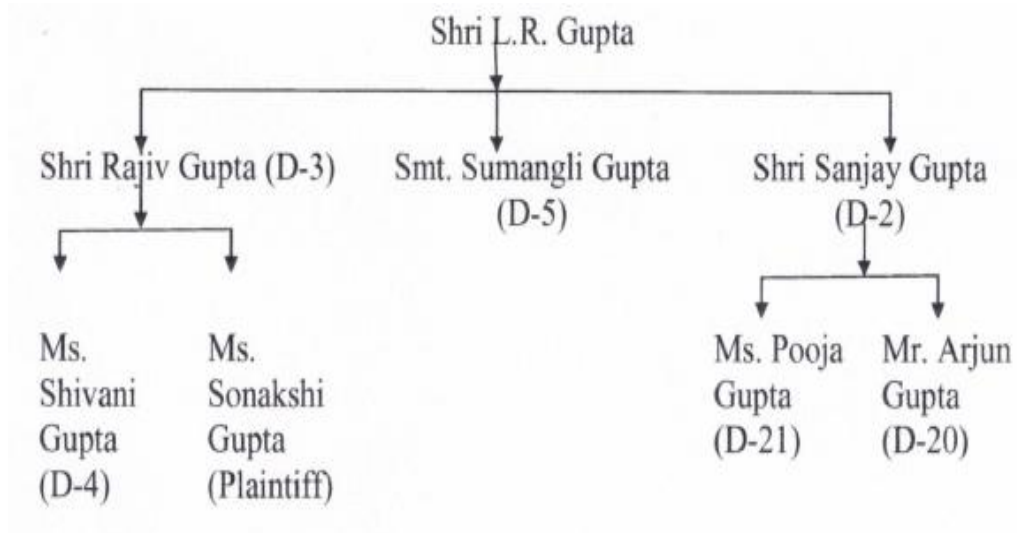 Shri L.R. Gupta
Shri Rajiv Gupta (D-3)
Smt. Sumangli Gupta
(D-5)
Shri Sanjay Gupta
(D-2)
Ms.
Shivani
Gupta
(D-4)
Ms.
Sonakshi
Gupta
(Plaintiff)
Ms. Pooja
Gupta
(D-21)
Mr. Arjun
Gupta
(D-20)